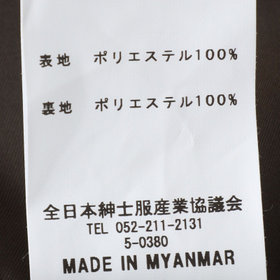 表地 ポリエステル100%
裏地 ポリエステル100%
全日本紳士服産業協議会
TEL 052-211-2131
5-0380
MADE IN MYANMAR